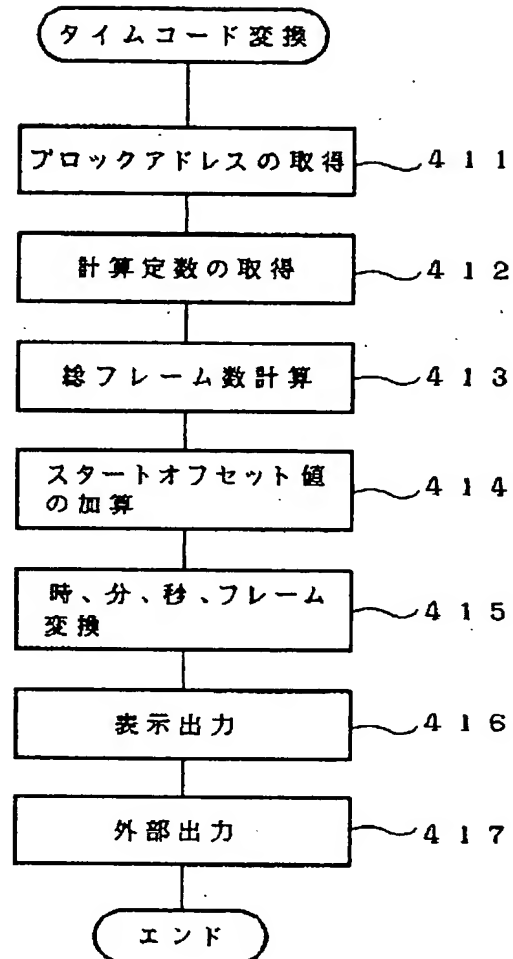 タイムコード変換
ブロックアドレスの取得
411
計算定数の取得
412
総フレーム数計算
413
スタートオフセット値
の加算
414
時、分、秒、フレーム
変換
415
表示出力
416
外部出力
417
エンド